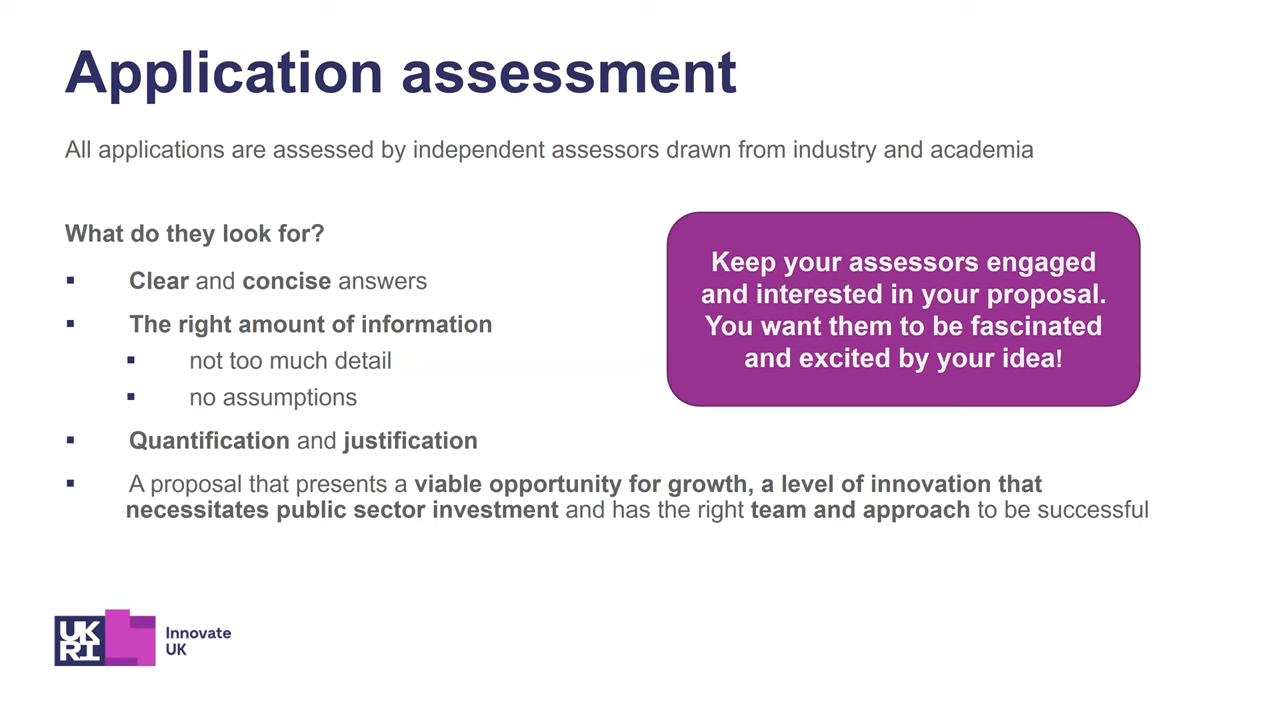 Application assessment
All applications are assessed by independent assessors drawn from industry and academia
What do they look for?
▪ Clear and concise answers
▪ The right amount of information
▪ not too much detail
▪ no assumptions
▪ Quantification and justification
▪ A proposal that presents a viable opportunity for growth, a level of innovation that
necessitates public sector investment and has the right team and approach to be successful
Keep your assessors engaged
and interested in your proposal.
You want them to be fascinated
and excited by your idea!
UK
RI
Innovate
UK